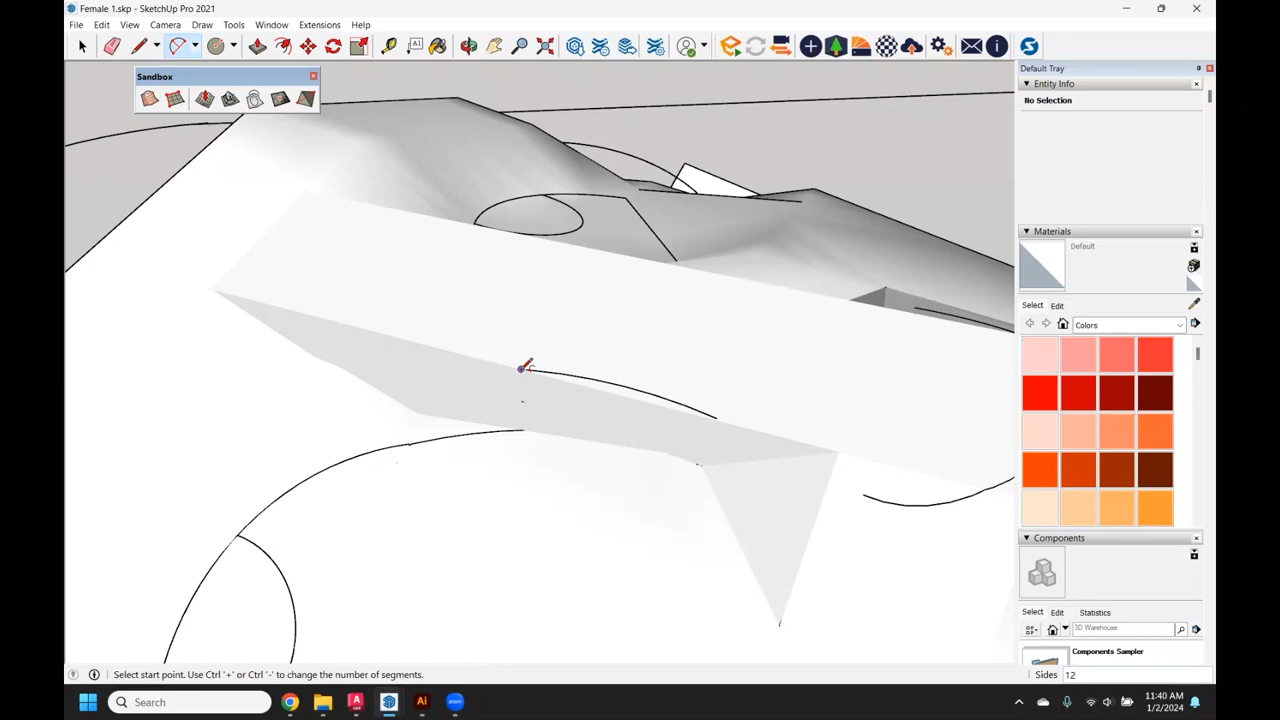 Female 1.skp - SketchUp Pro 2021
File Edit View Camera Draw Tools Window Extensions Help
Sandbox
Default Tray
Entity Info
No Selection
Materials
Default
Select Edit
Colors
Components
Select Edit Statistics
3D Warehouse
Components Sampler
Select start point. Use Ctrl '+' or Ctrl '-' to change the number of segments.
Sides 12
Search
A
CAD
Ai
zoom
11:40 AM
1/2/2024